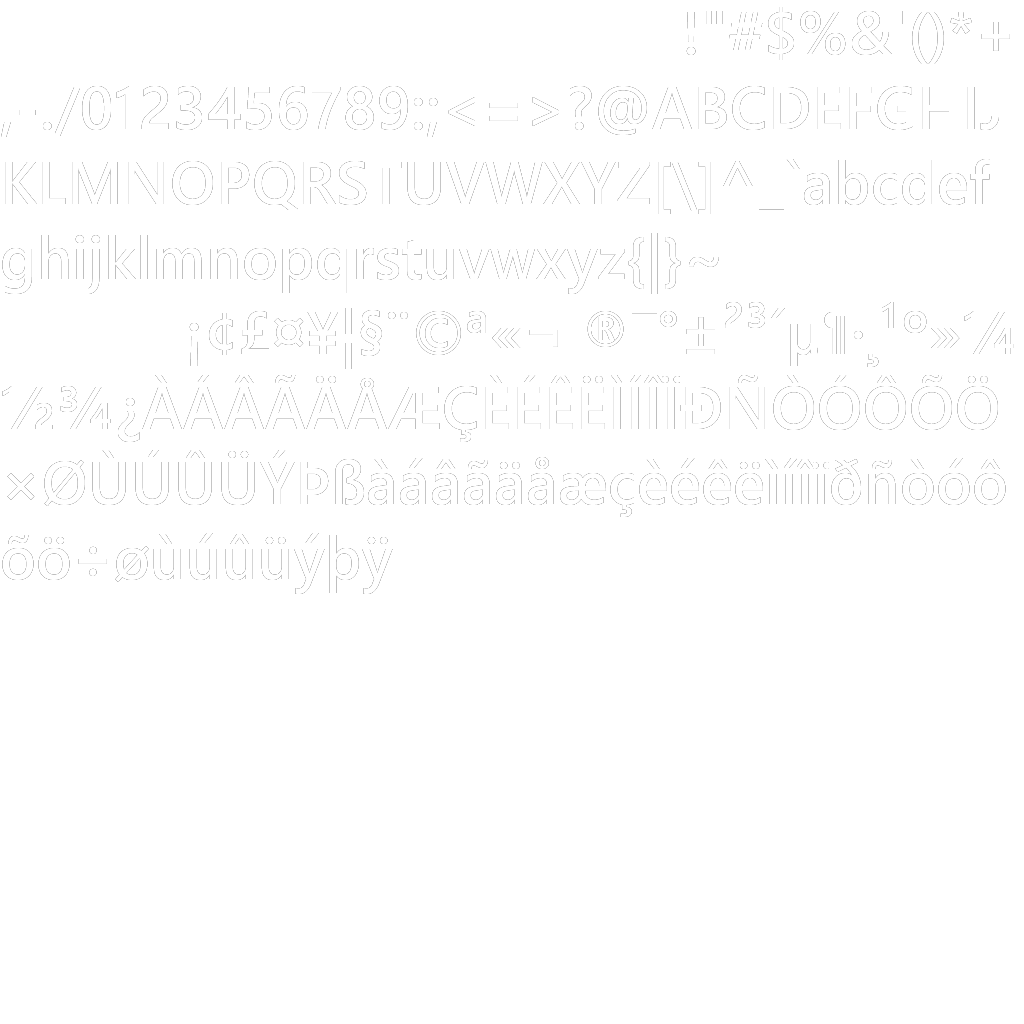 !"#$%&'()*+
,-./0123456789:;<=>?@ABCDEFGHIJ
KLMNOPQRSTUVWXYZ[\]^_`abcdef
ghijklmnopqrstuvwxyz{|}~
¡¢£¤¥¦§¨©ª«¬ ®¯°±²³´µ¶·¸¹º»¼
½¾¿ÀÁÂÃÄÅÆÇÈÉÊËÌÍÎÏÐÑÒÓÔÕÖ
×ØÙÚÛÜÝÞßàáâãäåæçèéêëìíîïðñòóô
õö÷øùúûüýþÿ